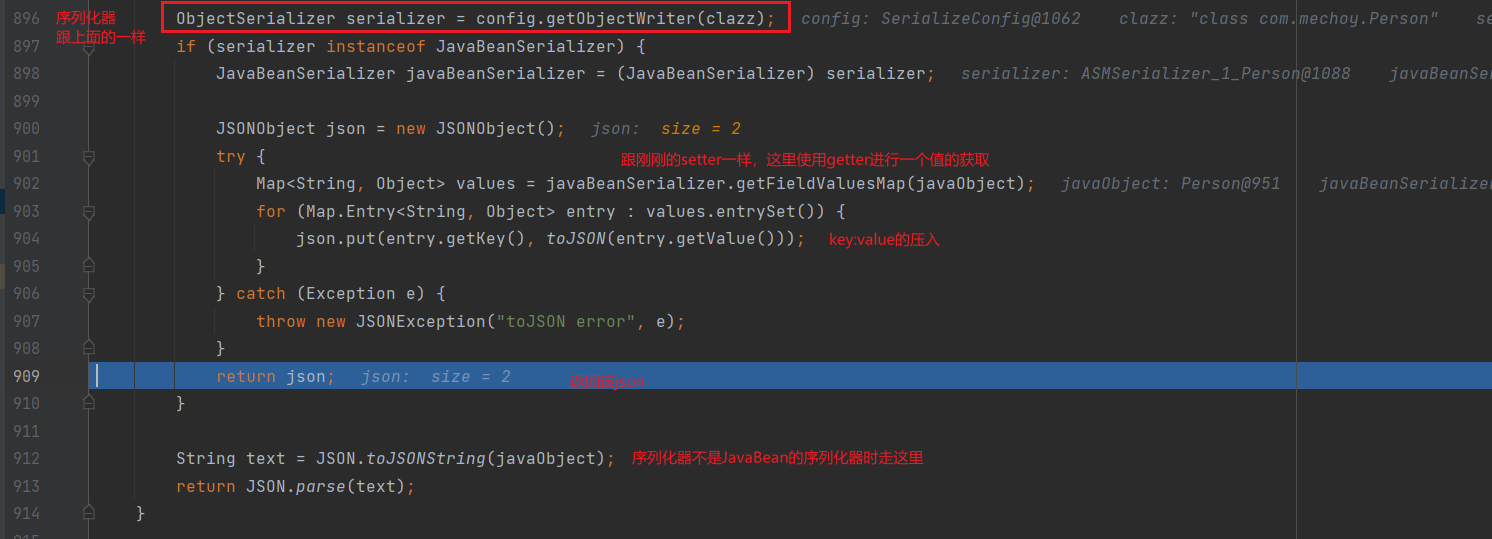 896 序列化器 ObjectSerializer serializer = config.getObjectWriter(clazz); config: SerializeConfig@1062 clazz: "class com.mechoy.Person" se
跟上面的一样
897 if (serializer instanceof JavaBeanSerializer) {
898 JavaBeanSerializer javaBeanSerializer = (JavaBeanSerializer) serializer; serializer: ASMSerializer_1_Person@1088 javaBeanSer
899
900 JSONObject json = new JSONObject(); json: size = 2
901 try { 跟刚刚的setter一样，这里使用getter进行一个值的获取
902 Map<String, Object> values = javaBeanSerializer.getFieldValuesMap(javaObject); javaObject: Person@951 javaBeanSerializer
903 for (Map.Entry<String, Object> entry : values.entrySet()) {
904 json.put(entry.getKey(), toJSON(entry.getValue())); key:value的压入
905 }
906 } catch (Exception e) {
907 throw new JSONException("toJSON error", e);
908 }
909 return json; json: size = 2 返回该json
910 }
911
912 String text = JSON.toJSONString(javaObject); 序列化器不是JavaBean的序列化器时走这里
913 return JSON.parse(text);
914 }